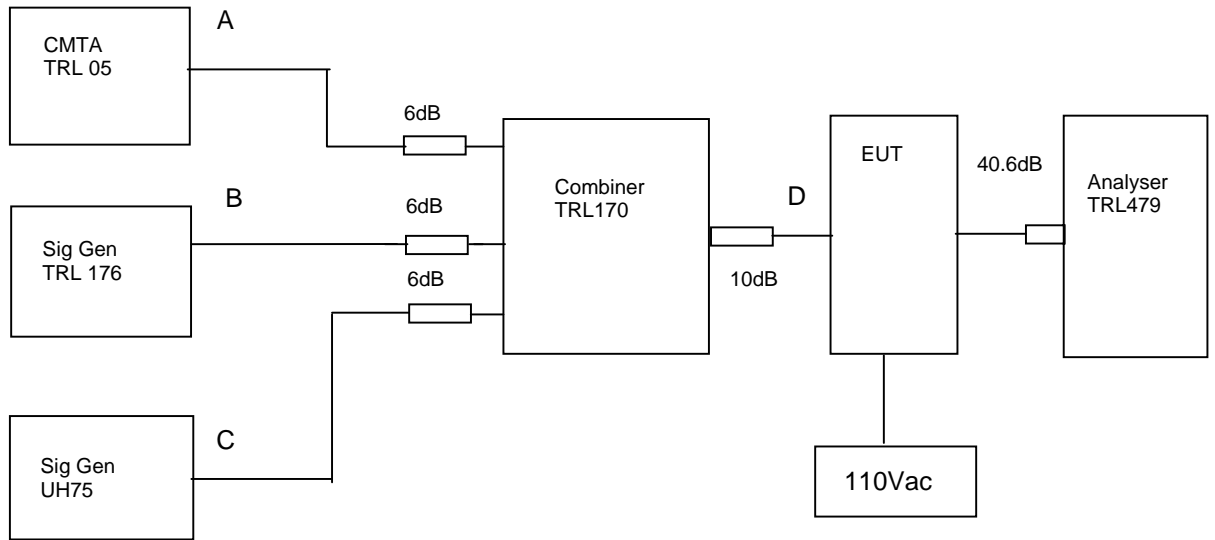 A
CMTA
TRL 05
6dB
Combiner
TRL170
EUT
40.6dB
Analyser
TRL479
B
Sig Gen
TRL 176
6dB
D
10dB
6dB
C
Sig Gen
UH75
110Vac